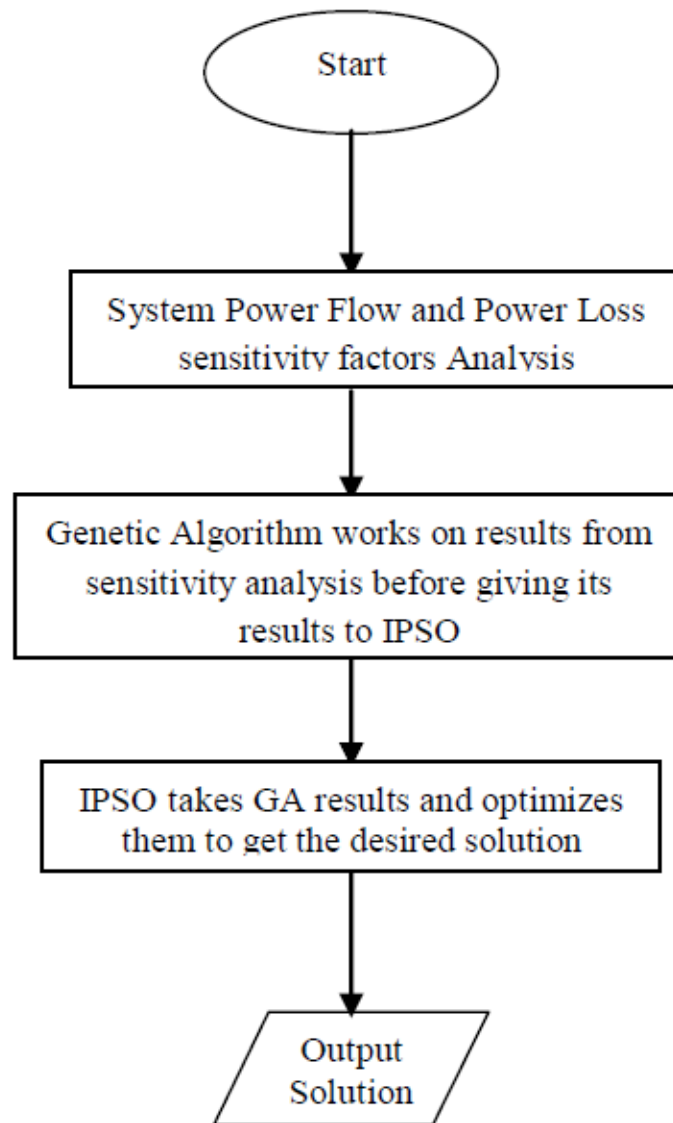 Start
System Power Flow and Power Loss
sensitivity factors Analysis
Genetic Algorithm works on results from
sensitivity analysis before giving its
results to IPSO
IPSO takes GA results and optimizes
them to get the desired solution
Output
Solution